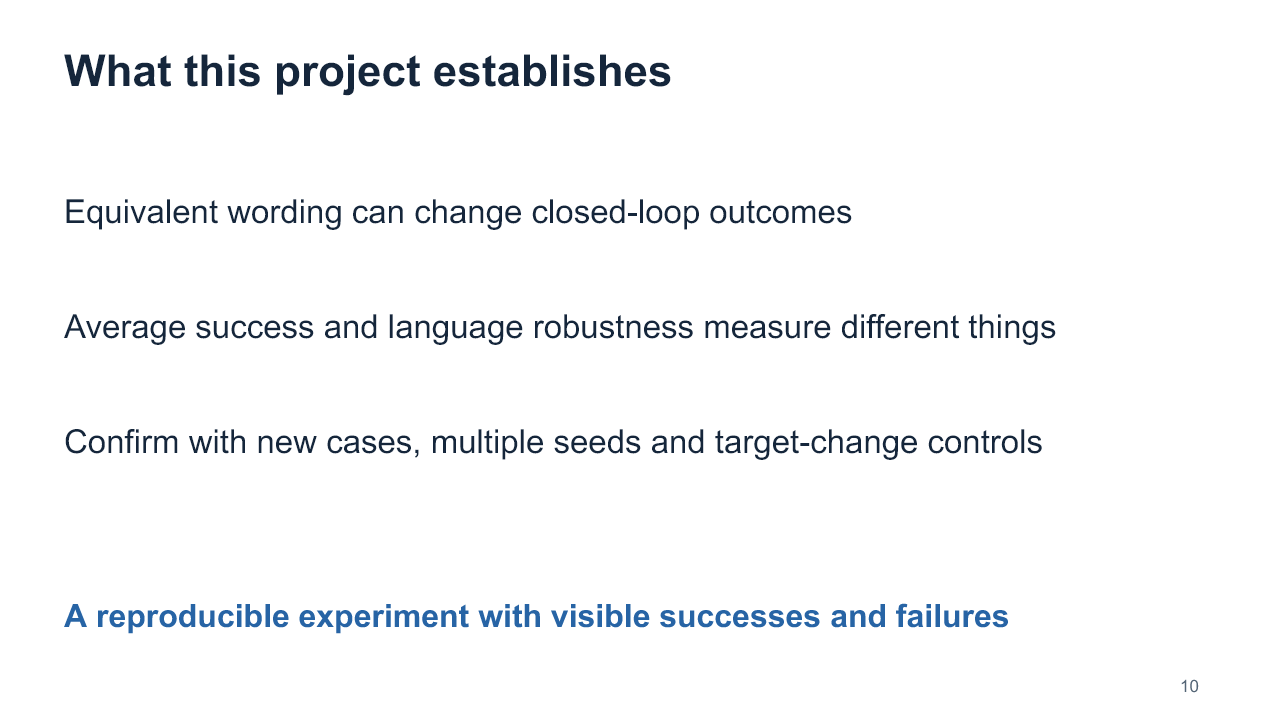 What this project establishes
Equivalent wording can change closed-loop outcomes
Average success and language robustness measure different things
Confirm with new cases, multiple seeds and target-change controls
A reproducible experiment with visible successes and failures
10